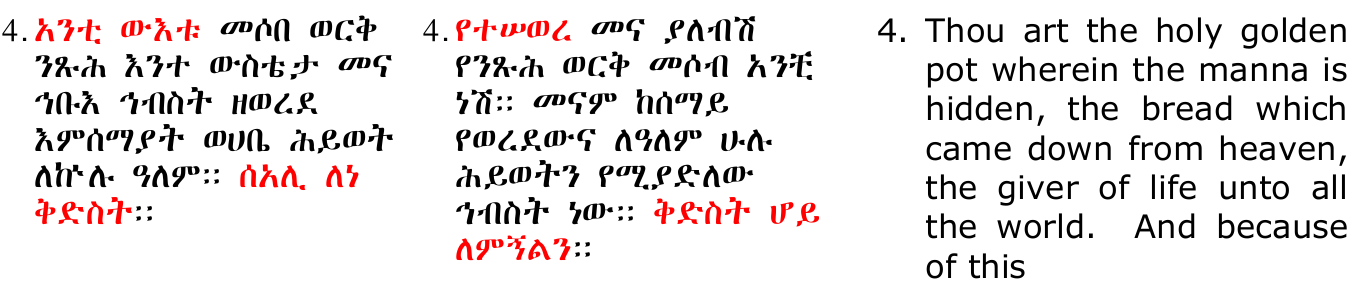 4. አንቲ ውእቱ መሶበ ወርቅ
ንጹሕ እንተ ውስቴታ መና
ኅቡእ ኅብስት ዘወረደ
እምሰማያት ወሀቤ ሕይወት
ለኵሉ ዓለም፡፡ ሰአሊ ለነ
ቅድስት፡፡
4. የተሠወረ መና ያለብሽ
የንጹሕ ወርቅ መሶብ አንቺ
ነሽ፡፡ መናም ከሰማይ
የወረደውና ለዓለም ሁሉ
ሕይወትን የሚያድለው
ኅብስት ነው፡፡ ቅድስት ሆይ
ለምኝልን፡፡
4. Thou art the holy golden
pot wherein the manna is
hidden, the bread which
came down from heaven,
the giver of life unto all
the world. And because
of this